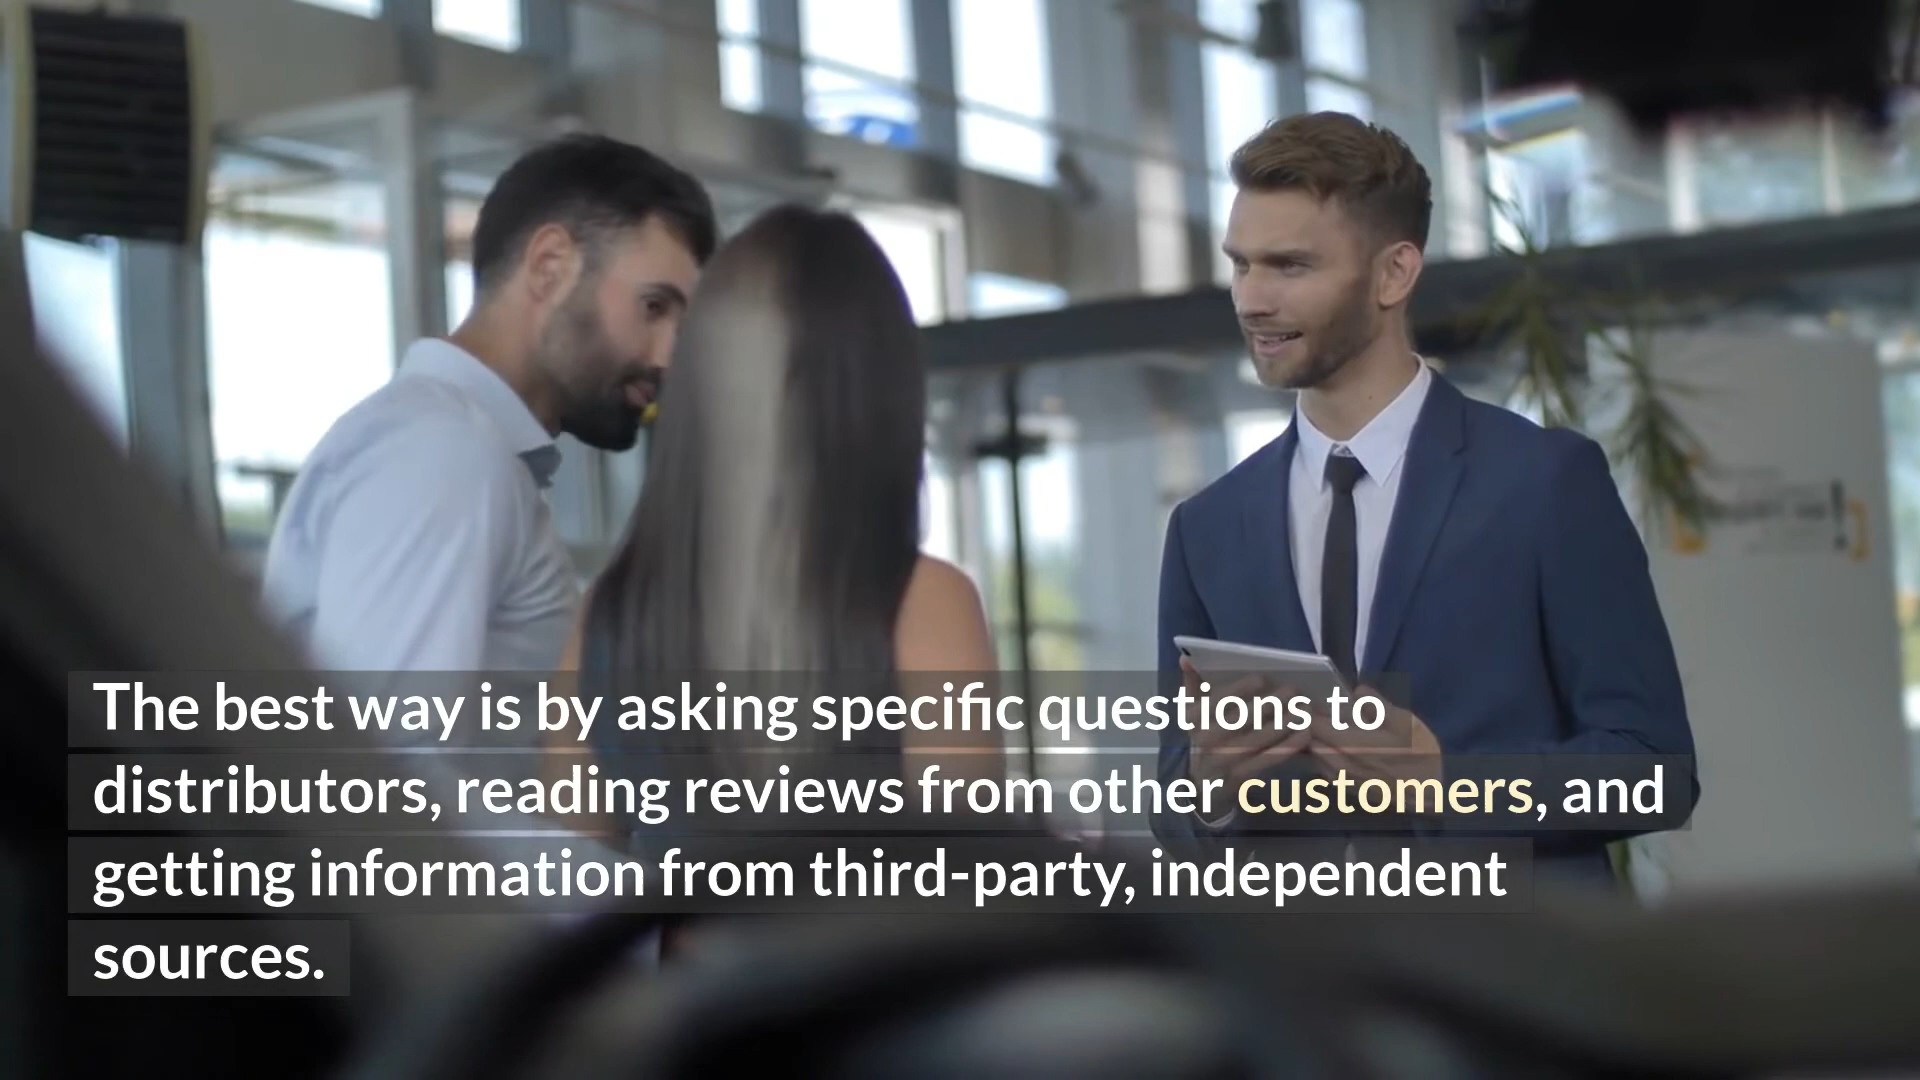 The best way is by asking specific questions to
distributors, reading reviews from other customers, and
getting information from third-party, independent
sources.